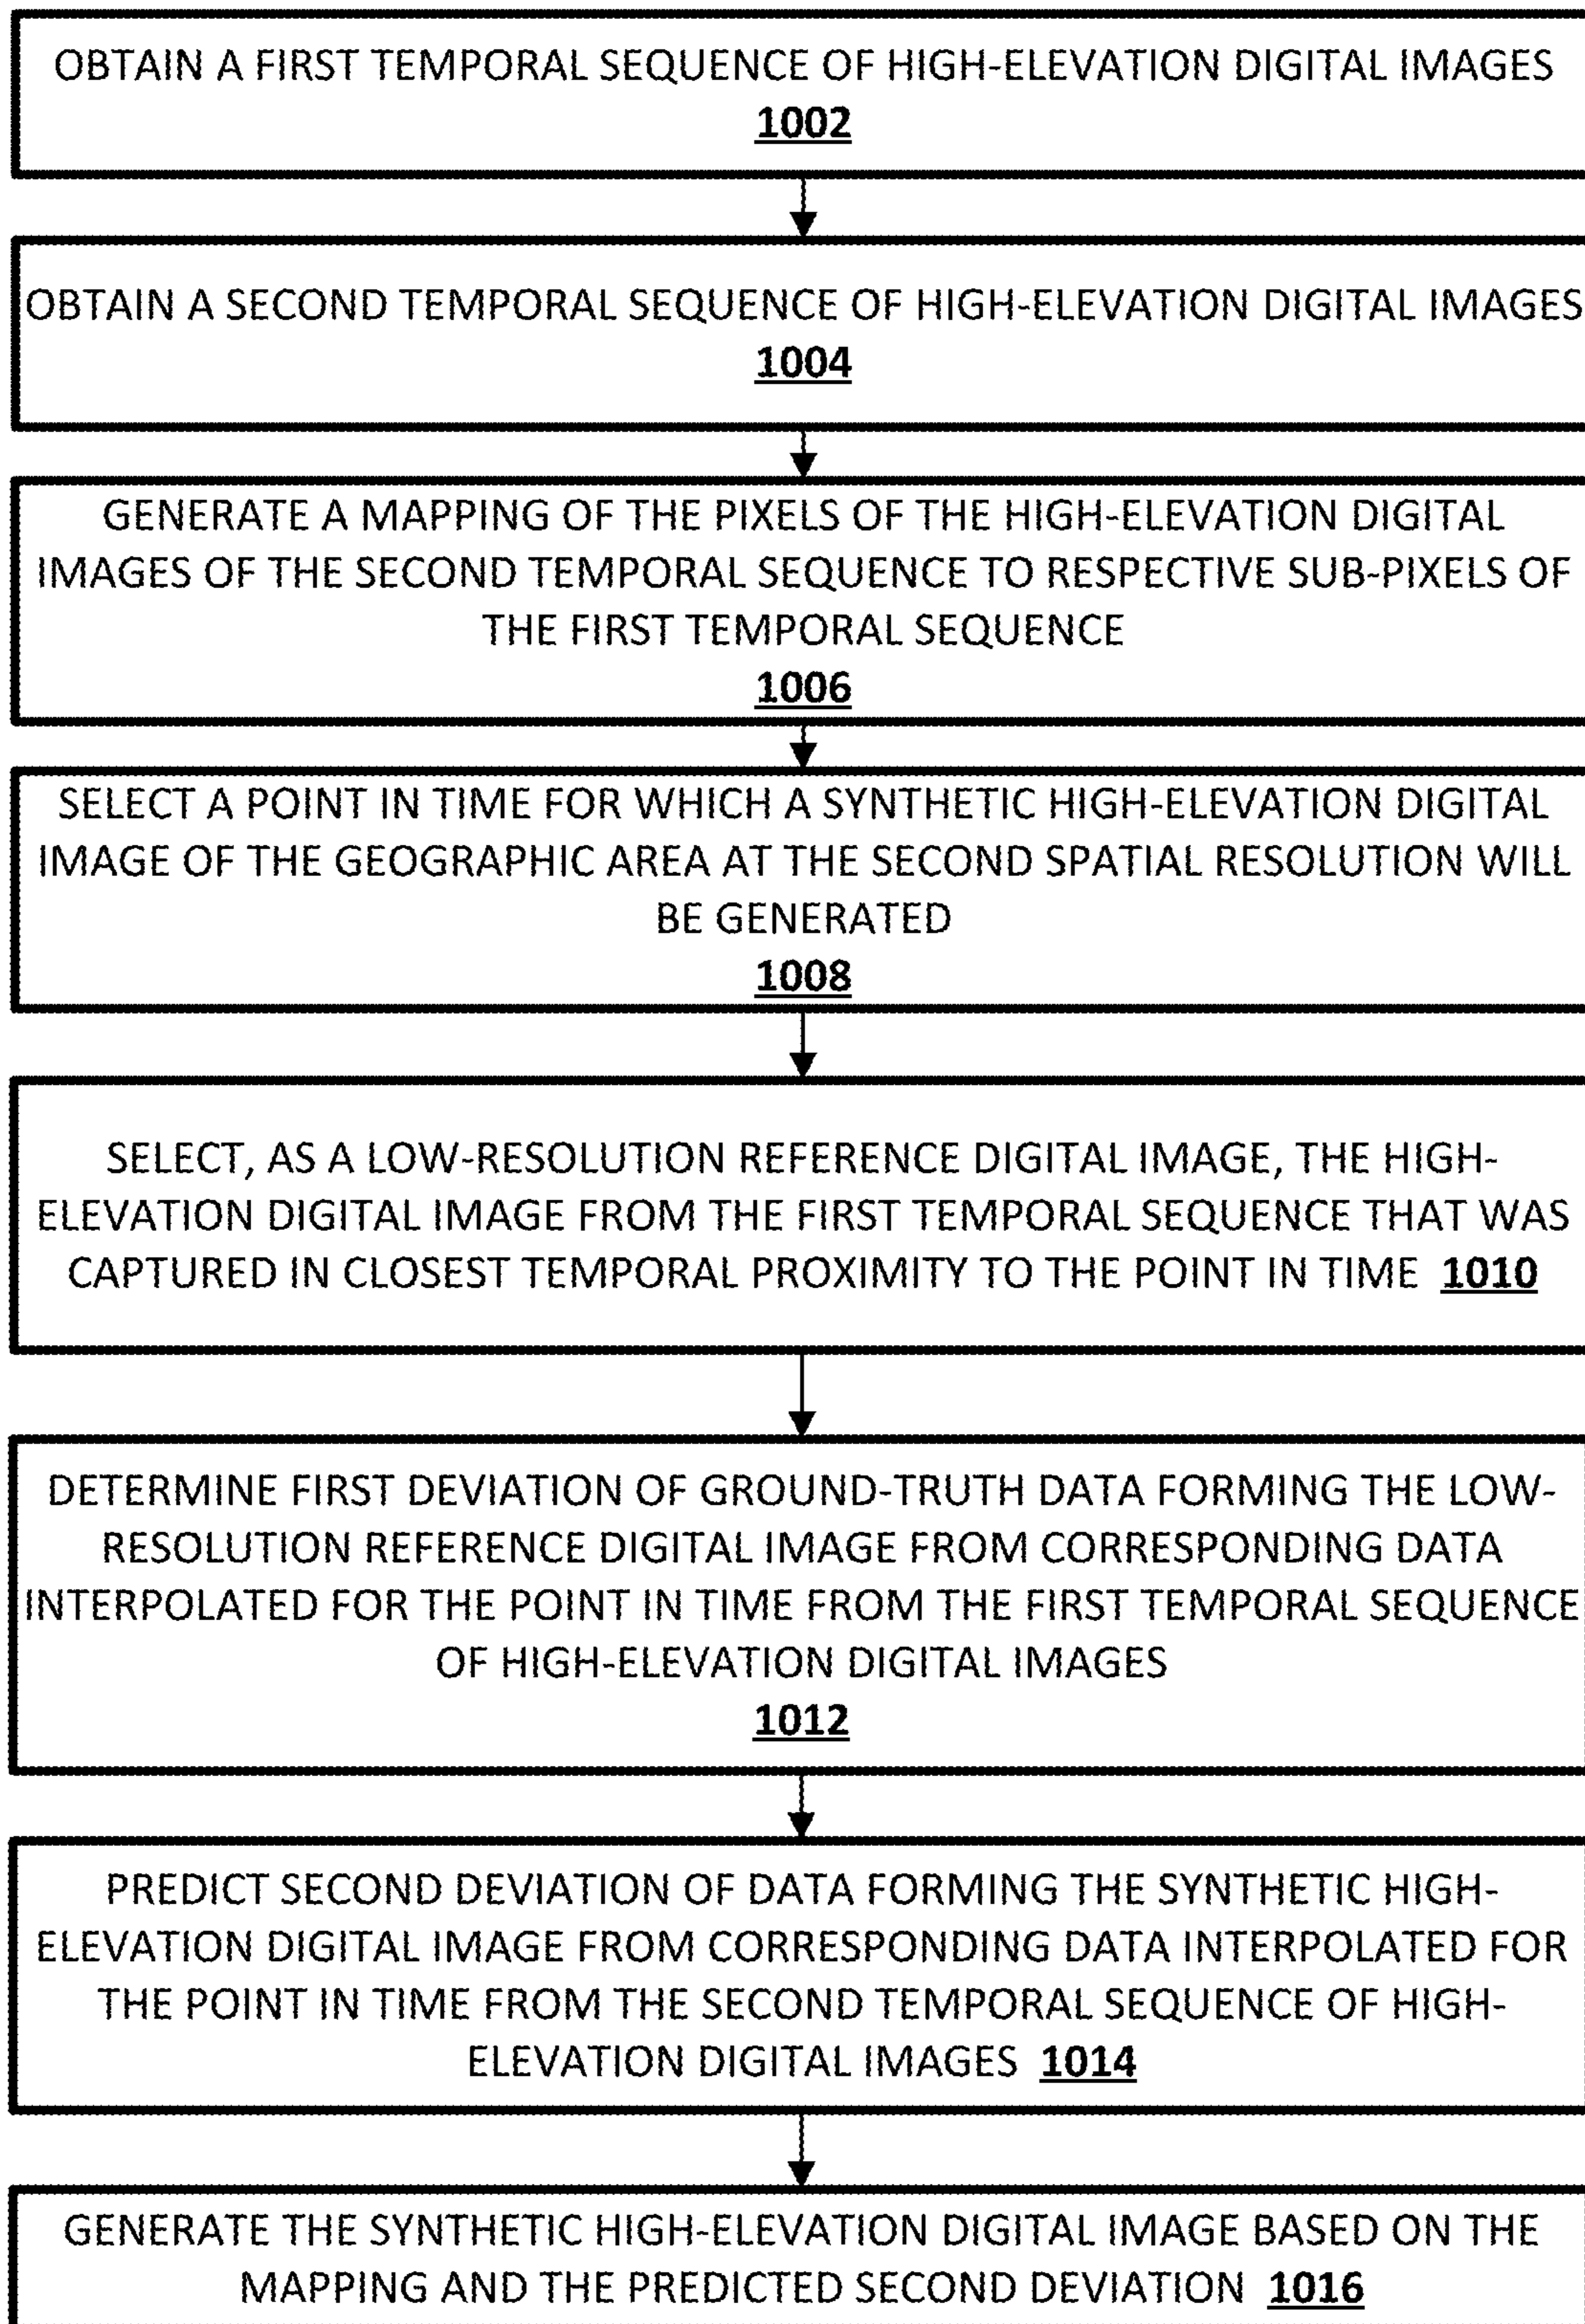 OBTAIN A FIRST TEMPORAL SEQUENCE OF HIGH-ELEVATION DIGITAL IMAGES
1002
OBTAIN A SECOND TEMPORAL SEQUENCE OF HIGH-ELEVATION DIGITAL IMAGES
1004
GENERATE A MAPPING OF THE PIXELS OF THE HIGH-ELEVATION DIGITAL
IMAGES OF THE SECOND TEMPORAL SEQUENCE TO RESPECTIVE SUB-PIXELS OF
THE FIRST TEMPORAL SEQUENCE
1006
SELECT A POINT IN TIME FOR WHICH A SYNTHETIC HIGH-ELEVATION DIGITAL
IMAGE OF THE GEOGRAPHIC AREA AT THE SECOND SPATIAL RESOLUTION WILL
BE GENERATED
1008
SELECT, AS A LOW-RESOLUTION REFERENCE DIGITAL IMAGE, THE HIGH-
ELEVATION DIGITAL IMAGE FROM THE FIRST TEMPORAL SEQUENCE THAT WAS
CAPTURED IN CLOSEST TEMPORAL PROXIMITY TO THE POINT IN TIME 1010
DETERMINE FIRST DEVIATION OF GROUND-TRUTH DATA FORMING THE LOW-
RESOLUTION REFERENCE DIGITAL IMAGE FROM CORRESPONDING DATA
INTERPOLATED FOR THE POINT IN TIME FROM THE FIRST TEMPORAL SEQUENCE
OF HIGH-ELEVATION DIGITAL IMAGES
1012
PREDICT SECOND DEVIATION OF DATA FORMING THE SYNTHETIC HIGH-
ELEVATION DIGITAL IMAGE FROM CORRESPONDING DATA INTERPOLATED FOR
THE POINT IN TIME FROM THE SECOND TEMPORAL SEQUENCE OF HIGH-
ELEVATION DIGITAL IMAGES 1014
GENERATE THE SYNTHETIC HIGH-ELEVATION DIGITAL IMAGE BASED ON THE
MAPPING AND THE PREDICTED SECOND DEVIATION 1016